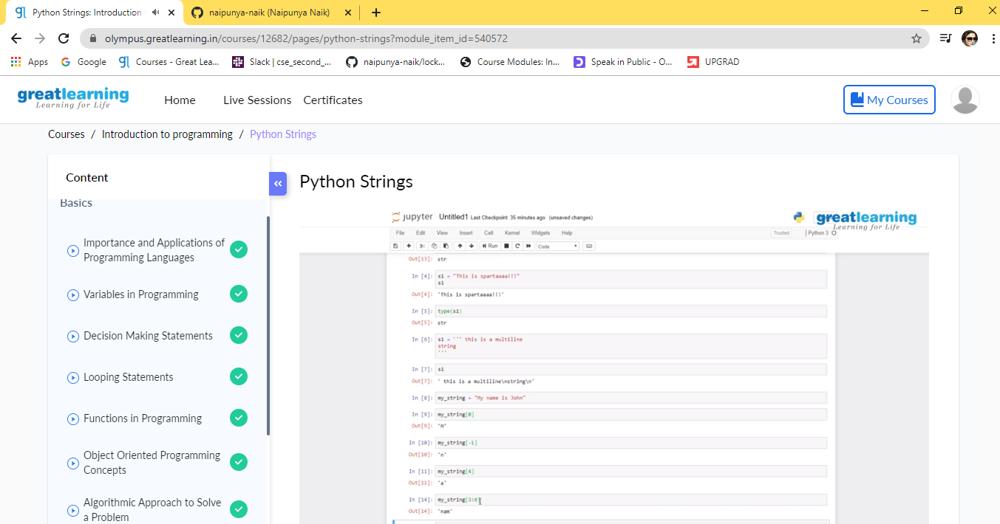 Python Strings: Introduction
naipunya-naik (Naipunya Naik)
olympus.greatlearning.in/courses/12682/pages/python-strings?module_item_id=540572
Apps
Google
Courses - Great Lea...
Slack | cse_second_...
naipunya-naik/lock...
Course Modules: In...
Speak in Public - O...
UPGRAD
greatlearning
Learning for Life
Home
Live Sessions
Certificates
My Courses
Courses / Introduction to programming / Python Strings
Content
Basics
Importance and Applications of
Programming Languages
Variables in Programming
Decision Making Statements
Looping Statements
Functions in Programming
Object Oriented Programming
Concepts
Algorithmic Approach to Solve
a Problem
Python Strings
jupyter Untitled1 Last Checkpoint: 35 minutes ago (unsaved changes)
greatlearning
Learning for Life
File Edit View Insert Cell Kernel Widgets Help
Trusted
Python 3
Run
Code
Out[13]: str
In [4]: s1 = "This is spartaaaa!!!"
s1
Out[4]: 'This is spartaaaa!!!'
In [5]: type(s1)
Out[5]: str
In [6]: s1 = ''' this is a multiline
string
'''
In [7]: s1
Out[7]: ' this is a multiline\nstring\n'
In [8]: my_string = "My name is John"
In [9]: my_string[0]
Out[9]: 'M'
In [10]: my_string[-1]
Out[10]: 'n'
In [11]: my_string[4]
Out[11]: 'a'
In [14]: my_string[3:6]
Out[14]: 'nam'